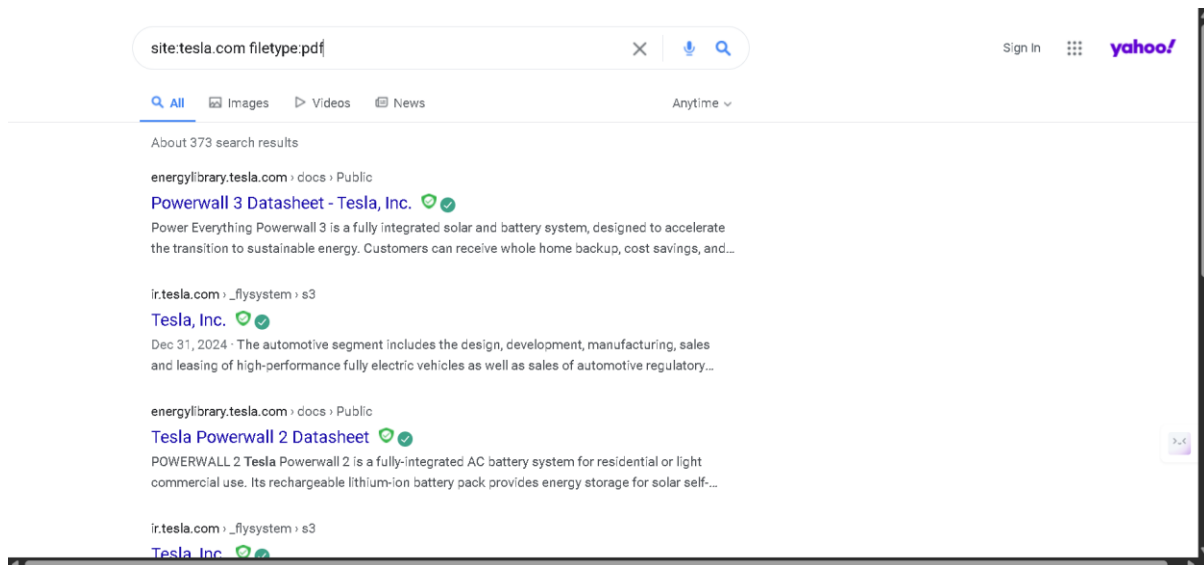 site:tesla.com filetype:pdf
Sign In
yahoo!
All Images Videos News Anytime
About 373 search results
energylibrary.tesla.com › docs › Public
Powerwall 3 Datasheet - Tesla, Inc.
Power Everything Powerwall 3 is a fully integrated solar and battery system, designed to accelerate
the transition to sustainable energy. Customers can receive whole home backup, cost savings, and...
ir.tesla.com › _flysystem › s3
Tesla, Inc.
Dec 31, 2024 · The automotive segment includes the design, development, manufacturing, sales
and leasing of high-performance fully electric vehicles as well as sales of automotive regulatory...
energylibrary.tesla.com › docs › Public
Tesla Powerwall 2 Datasheet
POWERWALL 2 Tesla Powerwall 2 is a fully-integrated AC battery system for residential or light
commercial use. Its rechargeable lithium-ion battery pack provides energy storage for solar self-...
ir.tesla.com › _flysystem › s3
Tesla, Inc.